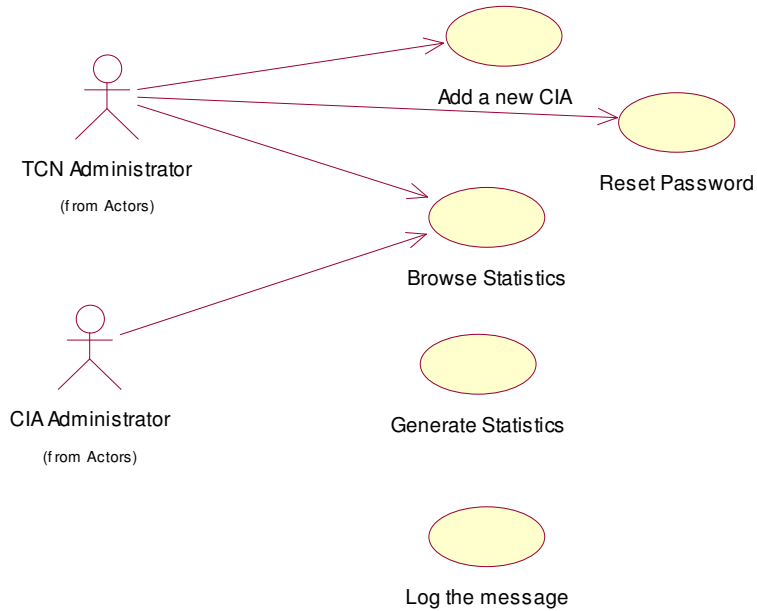 Add a new CIA
TCN Administrator
(from Actors)
Reset Password
Browse Statistics
CIA Administrator
(from Actors)
Generate Statistics
Log the message